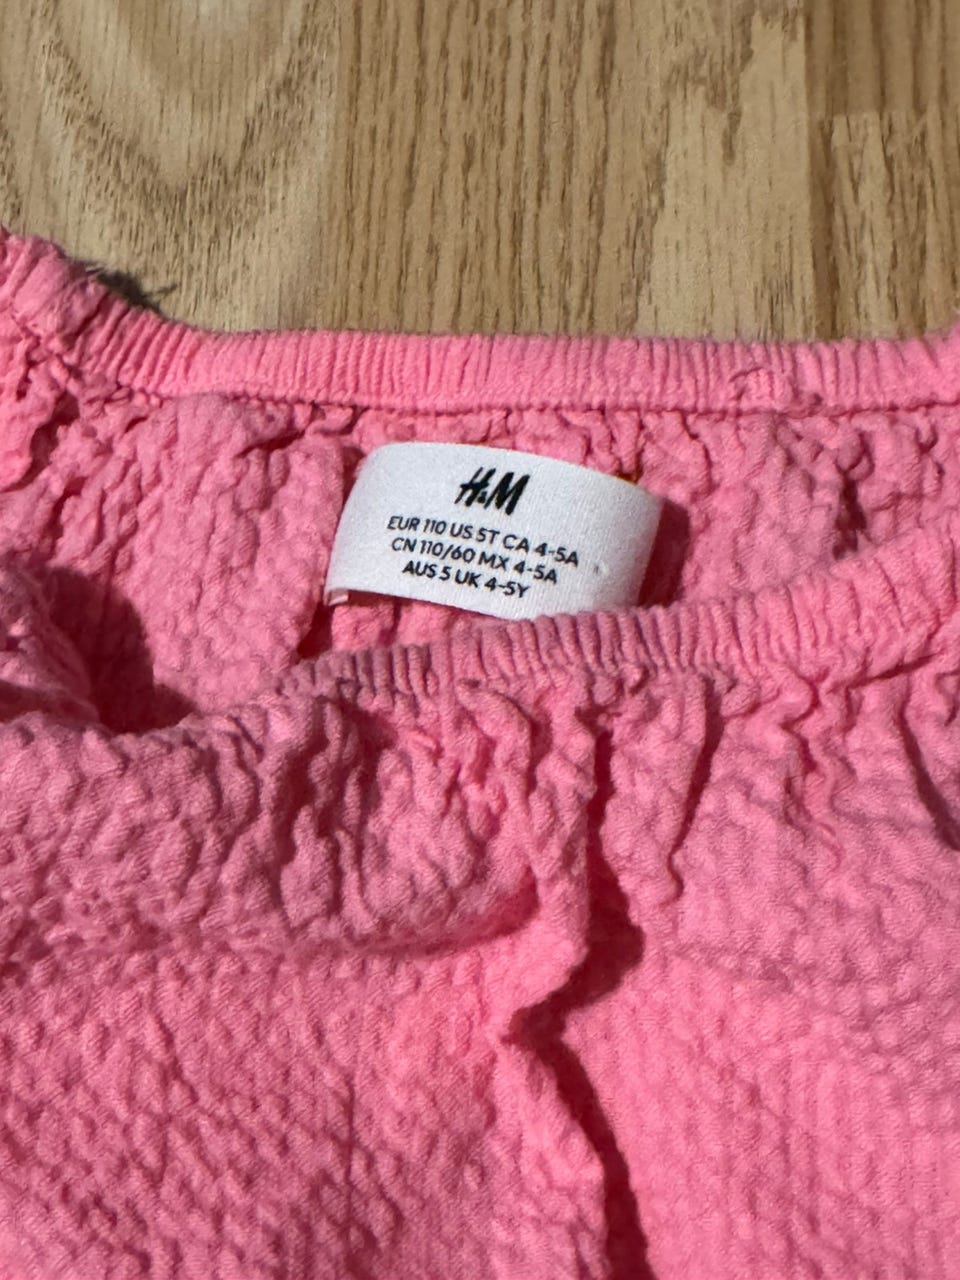 H&M
EUR 110 US 5T CA 4-5A
CN 110/60 MX 4-5A
AUS 5 UK 4-5Y